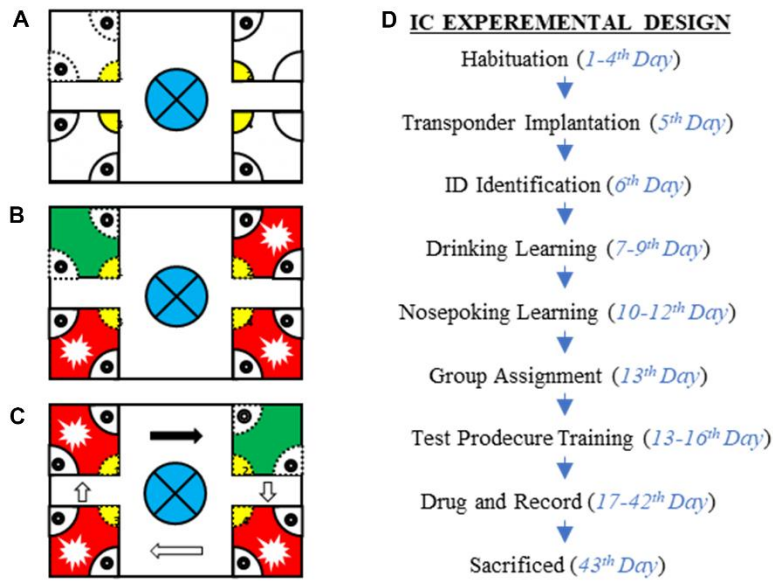 A
B
C
D IC EXPEREMENTAL DESIGN
Habituation (1-4th Day)
Transponder Implantation (5th Day)
ID Identification (6th Day)
Drinking Learning (7-9th Day)
Nosepoking Learning (10-12th Day)
Group Assignment (13th Day)
Test Prodecure Training (13-16th Day)
Drug and Record (17-42th Day)
Sacrificed (43th Day)